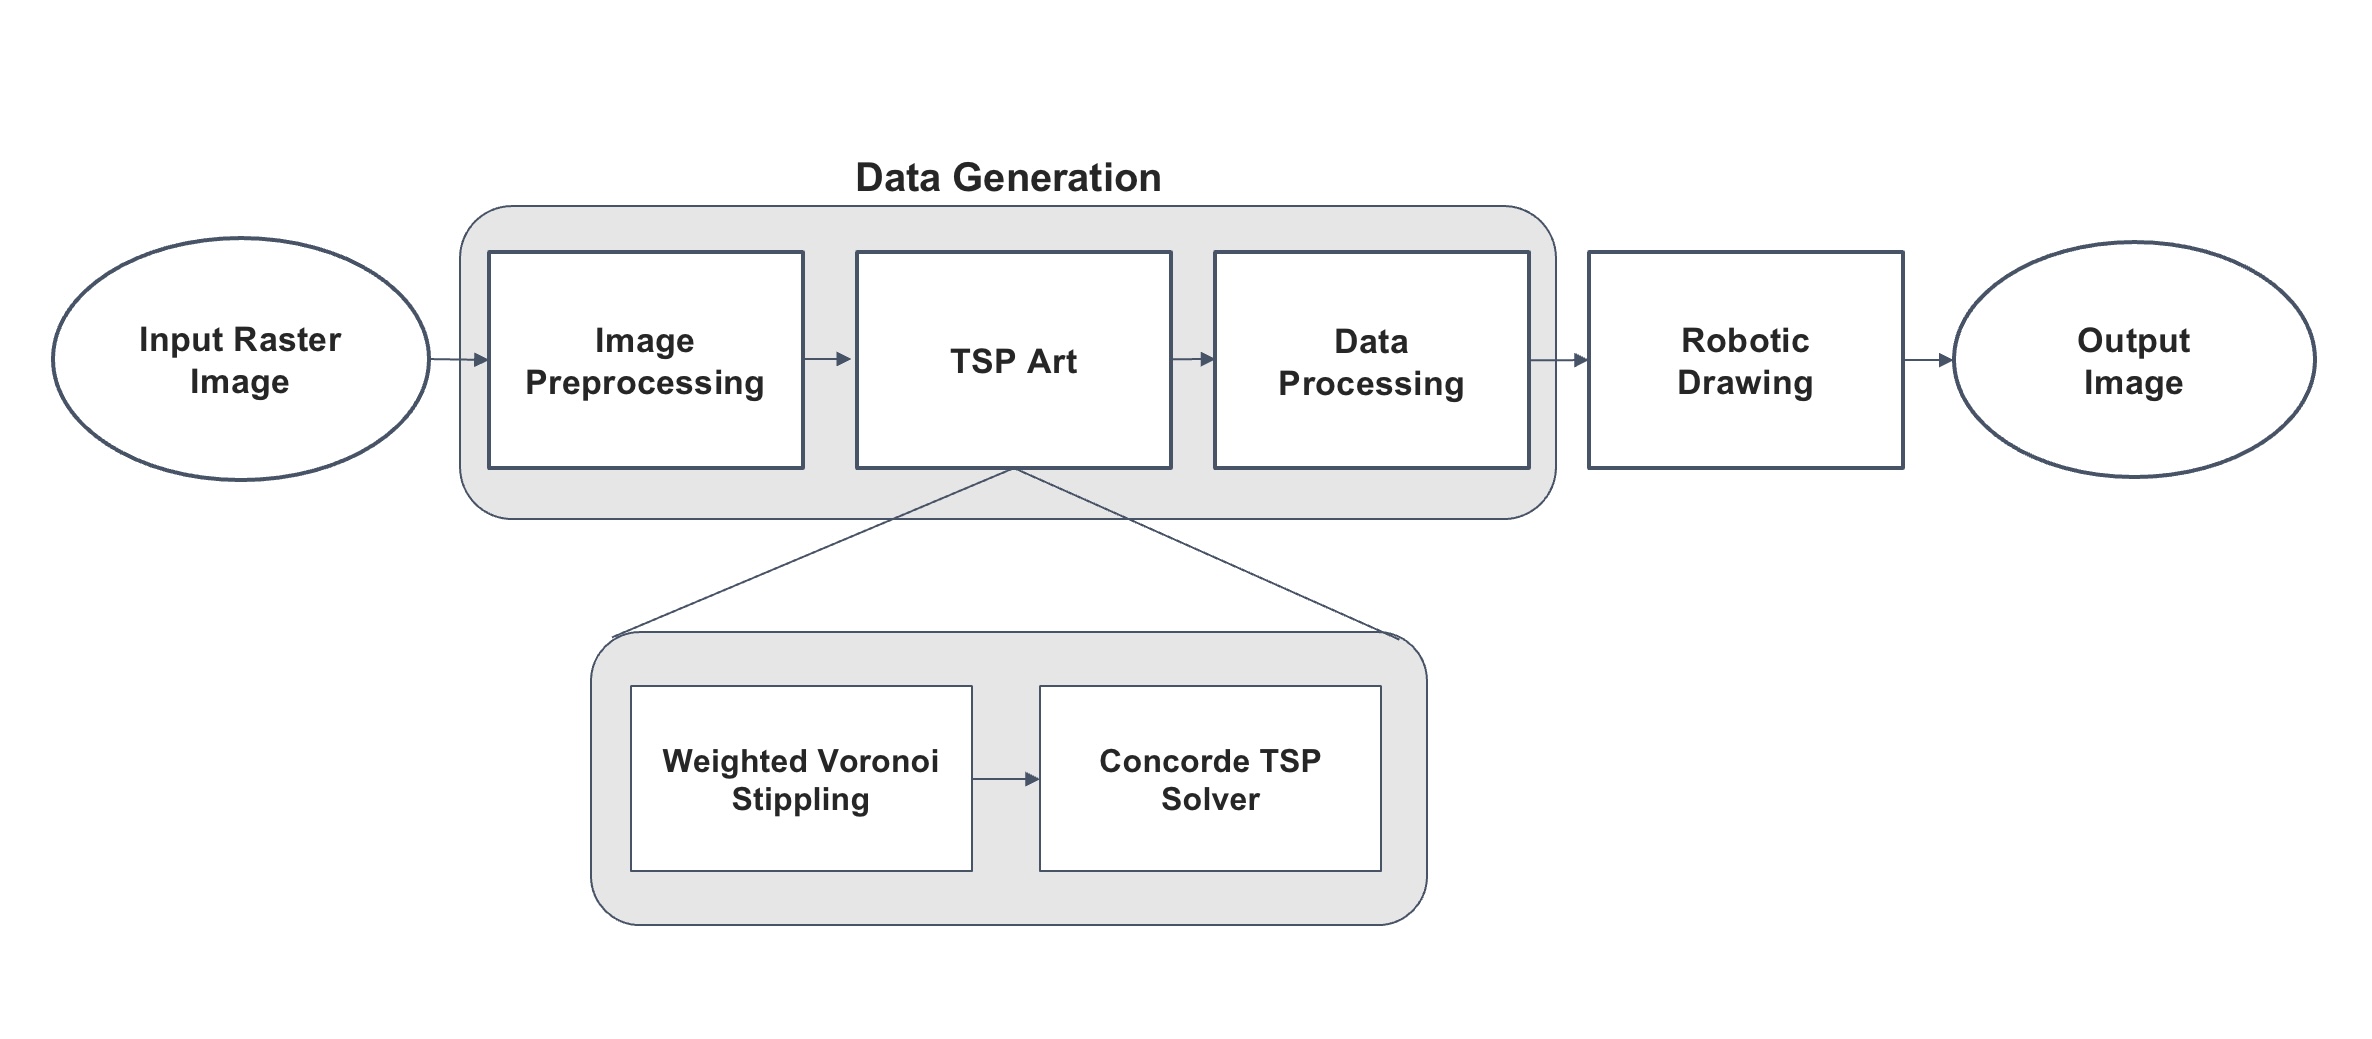 Data Generation
Input Raster
Image
Image
Preprocessing
TSP Art
Data
Processing
Robotic
Drawing
Output
Image
Weighted Voronoi
Stippling
Concorde TSP
Solver